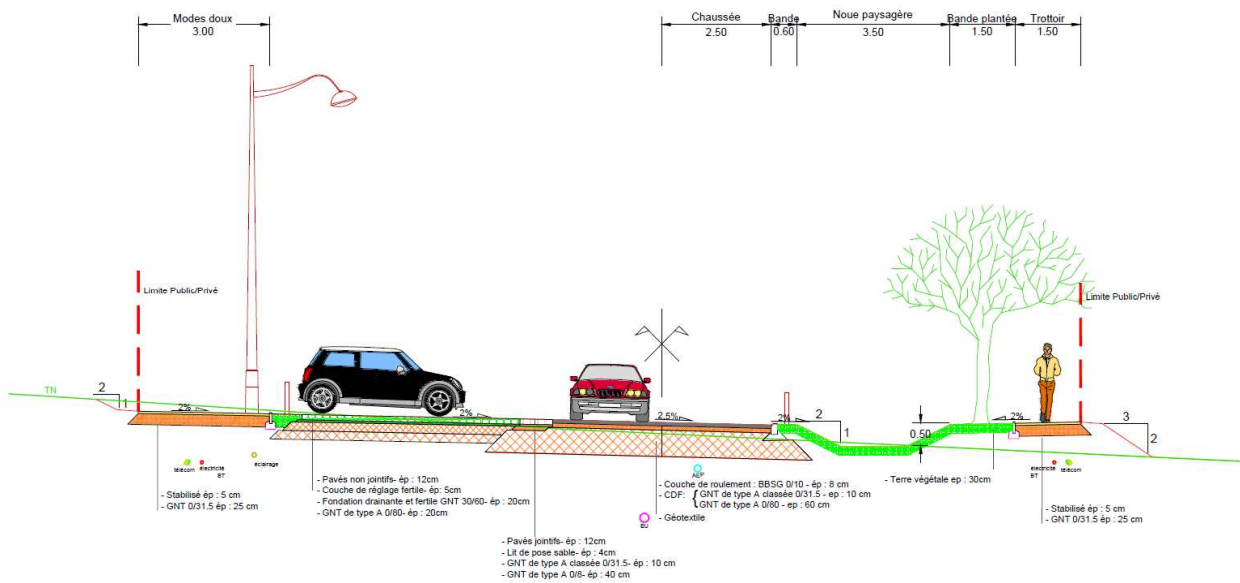 Modes doux
3.00
Chaussée
2.50
Bande
0.60
Noue paysagère
3.50
Bande plantée
1.50
Trottoir
1.50
Limite Public/Privé
Limite Public/Privé
TN
2
1
2%
2%
2.5%
2%
2
1
0.50
2%
3
2
télécom
électricité
BT
éclairage
AEP
EU
électricité
BT
télécom
- Stabilisé ép : 5 cm
- GNT 0/31.5 ép : 25 cm
- Pavés non jointifs- ép : 12cm
- Couche de réglage fertile- ép: 5cm
- Fondation drainante et fertile GNT 30/60- ep : 20cm
- GNT de type A 0/80- ep : 20cm
- Pavés jointifs- ép : 12cm
- Lit de pose sable- ép : 4cm
- GNT de type A classée 0/31.5- ép : 10 cm
- GNT de type A 0/8- ép : 40 cm
- Couche de roulement : BBSG 0/10 - ép : 8 cm
- CDF: { GNT de type A classée 0/31.5 - ep : 10 cm
GNT de type A 0/80 - ep : 60 cm
- Géotextile
- Terre végétale ep : 30cm
- Stabilisé ép : 5 cm
- GNT 0/31.5 ép : 25 cm